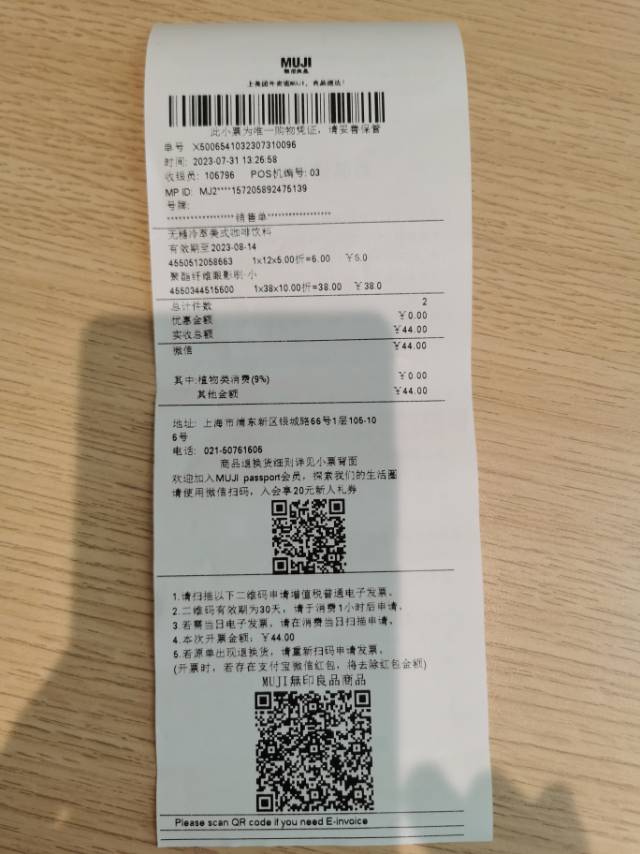 MUJI
無印良品
此小票为唯一购物凭证，请妥善保管
单号 X5006541032307310096
时间: 2023-07-31 13:26:58
收银员: 106796 POS机编号: 03
MP ID: MJ2****157205892475139
号牌:
******************销售单******************
无糖冷萃美式咖啡饮料
有效期至2023-08-14
4550512058663 1x12x5.00折=6.00 ￥6.0
聚酯纤维眼影刷·小
4550344515600 1x38x10.00折=38.00 ￥38.0
总计件数 2
优惠金额 ￥0.00
实收总额 ￥44.00
微信 ￥44.00
其中:植物类消费(9%) ￥0.00
其他金额 ￥44.00
地址: 上海市浦东新区银城路66号1层105-10
6号
电话: 021-50761606
商品退换货细则详见小票背面
欢迎加入MUJI passport会员，探索我们的生活圈
请使用微信扫码，入会享20元新人礼券
1.请扫描以下二维码申请增值税普通电子发票。
2.二维码有效期为30天，请于消费1小时后申请。
3.若需当日电子发票，请在消费当日扫描申请。
4.本次开票金额: ￥44.00
5.若原单出现退换货，请重新扫码申请发票。
(开票时，若存在支付宝微信红包，将去除红包金额)
MUJI無印良品商品
Please scan QR code if you need E-invoice